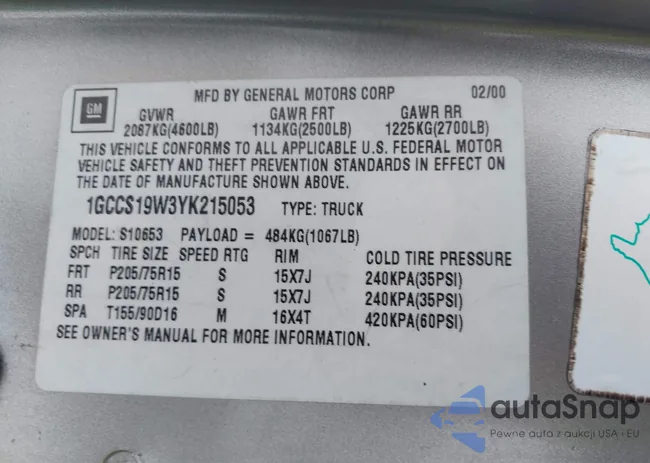 MFD BY GENERAL MOTORS CORP 02/00
GM
GVWR GAWR FRT GAWR RR
2087KG(4600LB) 1134KG(2500LB) 1225KG(2700LB)
THIS VEHICLE CONFORMS TO ALL APPLICABLE U.S. FEDERAL MOTOR
VEHICLE SAFETY AND THEFT PREVENTION STANDARDS IN EFFECT ON
THE DATE OF MANUFACTURE SHOWN ABOVE.
1GCCS19W3YK215053 TYPE: TRUCK
MODEL: S10653 PAYLOAD = 484KG(1067LB)
SPCH TIRE SIZE SPEED RTG RIM COLD TIRE PRESSURE
FRT P205/75R15 S 15X7J 240KPA(35PSI)
RR P205/75R15 S 15X7J 240KPA(35PSI)
SPA T155/90D16 M 16X4T 420KPA(60PSI)
SEE OWNER'S MANUAL FOR MORE INFORMATION.
autaSnap
Pewne auto z aukcji USA i EU